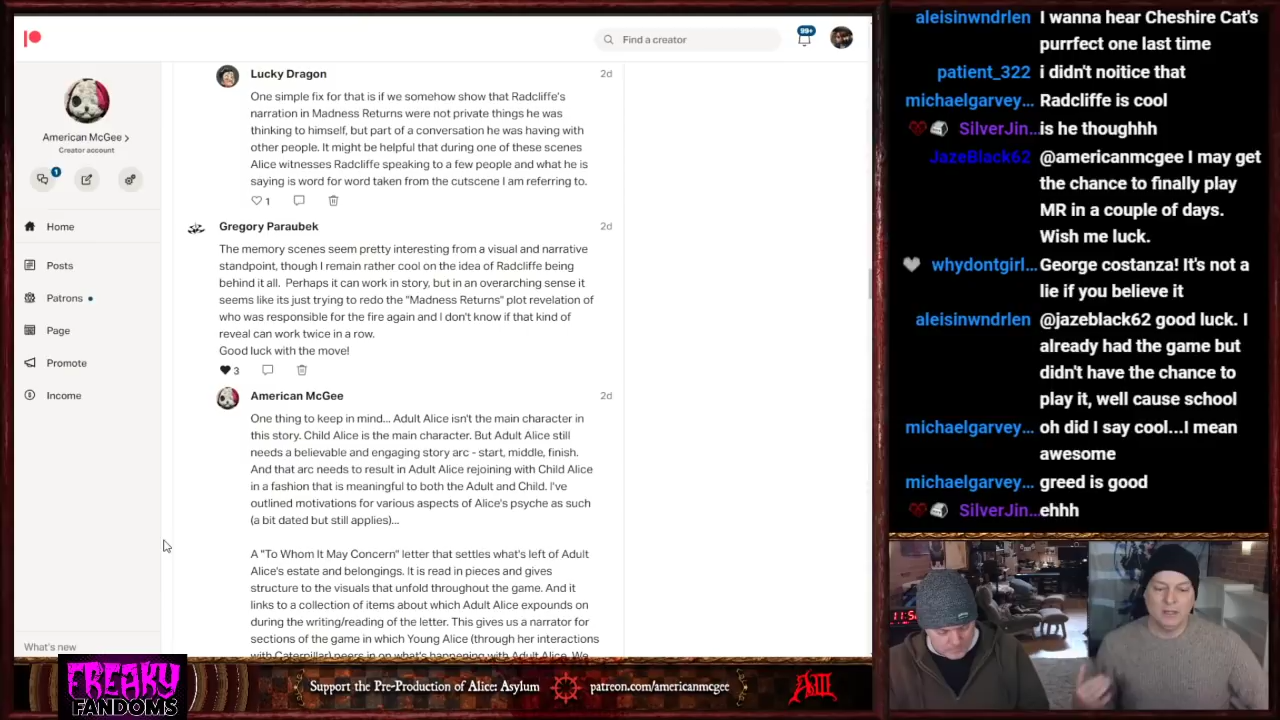 Find a creator
99+
American McGee
Creator account
1
Home
Posts
Patrons
Page
Promote
Income
What's new
Lucky Dragon
2d
One simple fix for that is if we somehow show that Radcliffe's
narration in Madness Returns were not private things he was
thinking to himself, but part of a conversation he was having with
other people. It might be helpful that during one of these scenes
Alice witnesses Radcliffe speaking to a few people and what he is
saying is word for word taken from the cutscene I am referring to.
1
Gregory Paraubek
2d
The memory scenes seem pretty interesting from a visual and narrative
standpoint, though I remain rather cool on the idea of Radcliffe being
behind it all. Perhaps it can work in story, but in an overarching sense it
seems like its just trying to redo the "Madness Returns" plot revelation of
who was responsible for the fire again and I don't know if that kind of
reveal can work twice in a row.
Good luck with the move!
3
American McGee
2d
One thing to keep in mind... Adult Alice isn't the main character in
this story. Child Alice is the main character. But Adult Alice still
needs a believable and engaging story arc - start, middle, finish.
And that arc needs to result in Adult Alice rejoining with Child Alice
in a fashion that is meaningful to both the Adult and Child. I've
outlined motivations for various aspects of Alice's psyche as such
(a bit dated but still applies)...
A "To Whom It May Concern" letter that settles what's left of Adult
Alice's estate and belongings. It is read in pieces and gives
structure to the visuals that unfold throughout the game. And it
links to a collection of items about which Adult Alice expounds on
during the writing/reading of the letter. This gives us a narrator for
sections of the game in which Young Alice (through her interactions
with Caterpillar) peers in on what's happening with Adult Alice. We
aleisinwndrlen I wanna hear Cheshire Cat's
purrfect one last time
patient_322 i didn't noitice that
michaelgarvey... Radcliffe is cool
SilverJin... is he thoughhh
JazeBlack62 @americanmcgee I may get
the chance to finally play
MR in a couple of days.
Wish me luck.
whydontgirl... George costanza! It's not a
lie if you believe it
aleisinwndrlen @jazeblack62 good luck. I
already had the game but
didn't have the chance to
play it, well cause school
michaelgarvey... oh did I say cool...I mean
awesome
michaelgarvey... greed is good
SilverJin... ehhh
FREAKY
FANDOMS
Support the Pre-Production of Alice: Asylum
patreon.com/americanmcgee